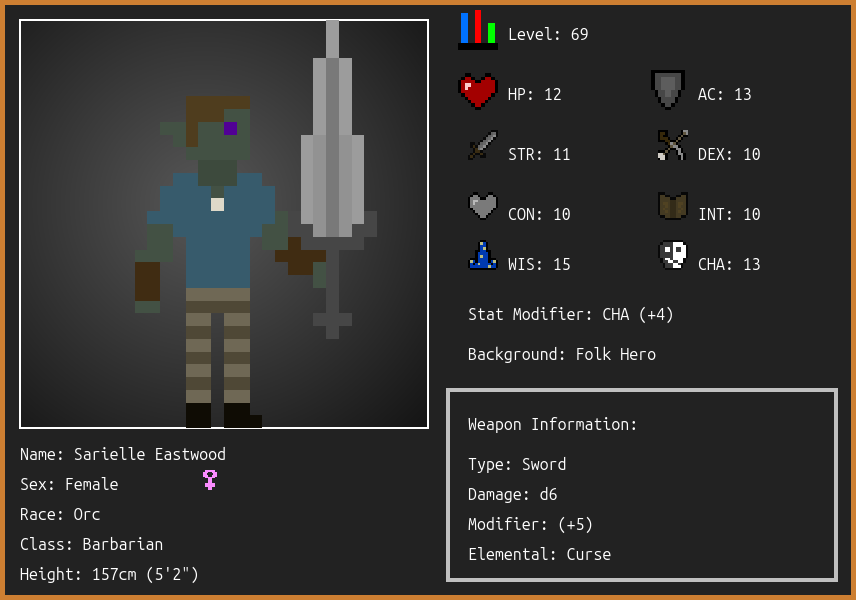 Level: 69
HP: 12
AC: 13
STR: 11
DEX: 10
CON: 10
INT: 10
WIS: 15
CHA: 13
Stat Modifier: CHA (+4)
Background: Folk Hero
Weapon Information:
Type: Sword
Damage: d6
Modifier: (+5)
Elemental: Curse
Name: Sarielle Eastwood
Sex: Female
Race: Orc
Class: Barbarian
Height: 157cm (5'2")